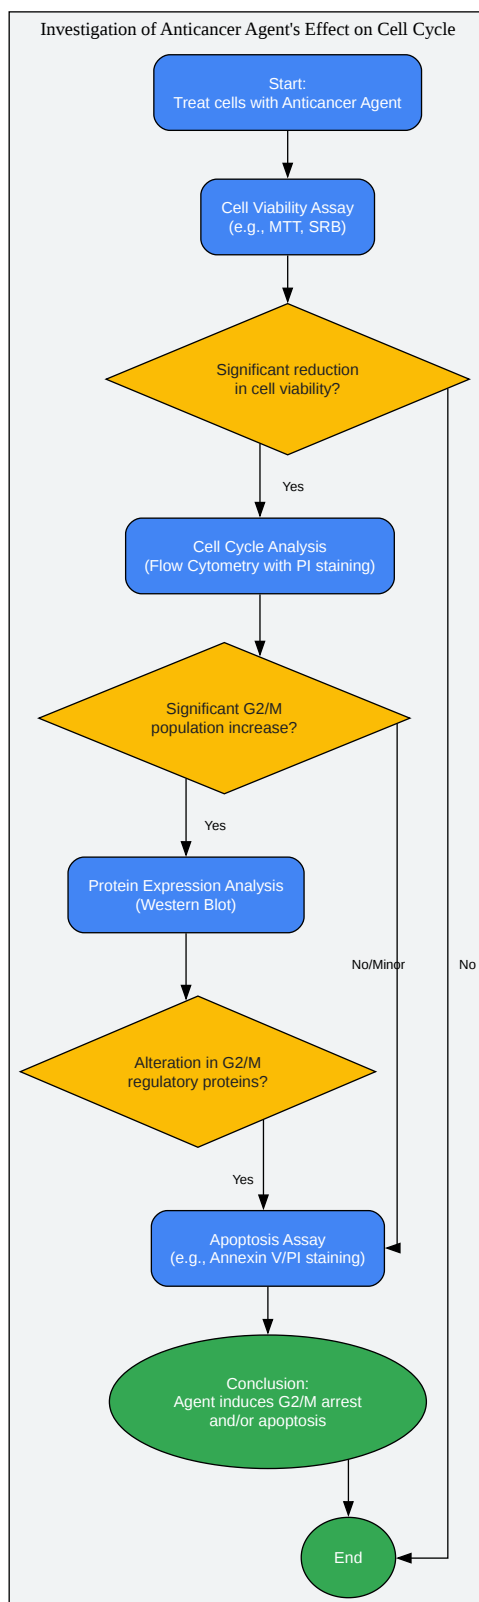 Investigation of Anticancer Agent's Effect on Cell Cycle
Start:
Treat cells with Anticancer Agent
Cell Viability Assay
(e.g., MTT, SRB)
Significant reduction
in cell viability?
Yes
Cell Cycle Analysis
(Flow Cytometry with PI staining)
Significant G2/M
population increase?
Yes
Protein Expression Analysis
(Western Blot)
No/Minor
No
Alteration in G2/M
regulatory proteins?
Yes
Apoptosis Assay
(e.g., Annexin V/PI staining)
Conclusion:
Agent induces G2/M arrest
and/or apoptosis
End